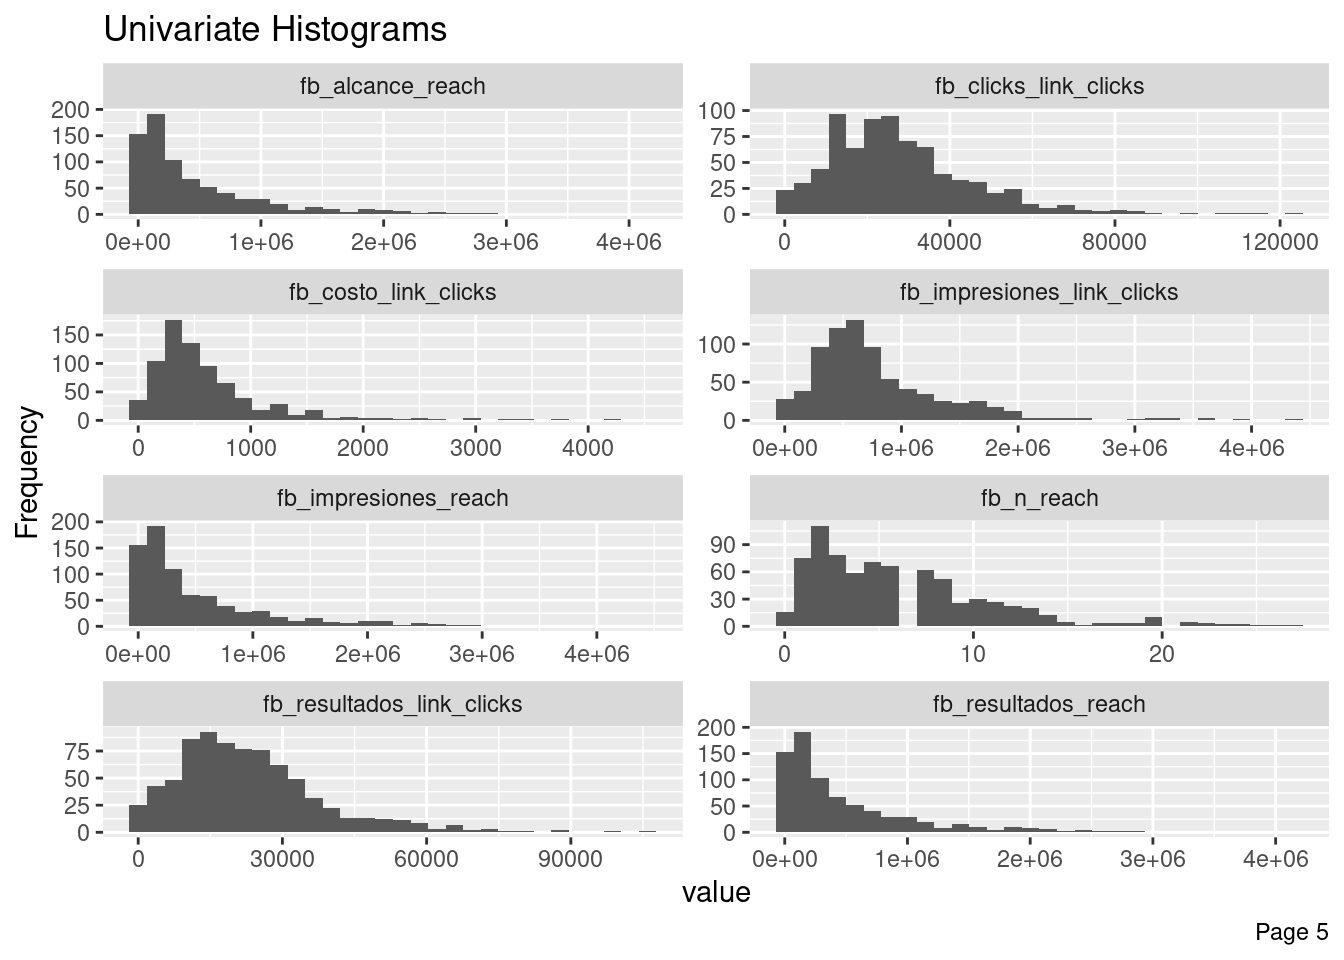 Univariate Histograms
fb_alcance_reach
fb_clicks_link_clicks
200
150
100
50
0
0e+00 1e+06 2e+06 3e+06 4e+06
100
75
50
25
0
0 40000 80000 120000
fb_costo_link_clicks
fb_impresiones_link_clicks
150
100
50
0
0 1000 2000 3000 4000
100
50
0
0e+00 1e+06 2e+06 3e+06 4e+06
Frequency
fb_impresiones_reach
fb_n_reach
200
150
100
50
0
0e+00 1e+06 2e+06 3e+06 4e+06
90
60
30
0
0 10 20
fb_resultados_link_clicks
fb_resultados_reach
75
50
25
0
0 30000 60000 90000
200
150
100
50
0
0e+00 1e+06 2e+06 3e+06 4e+06
value
Page 5